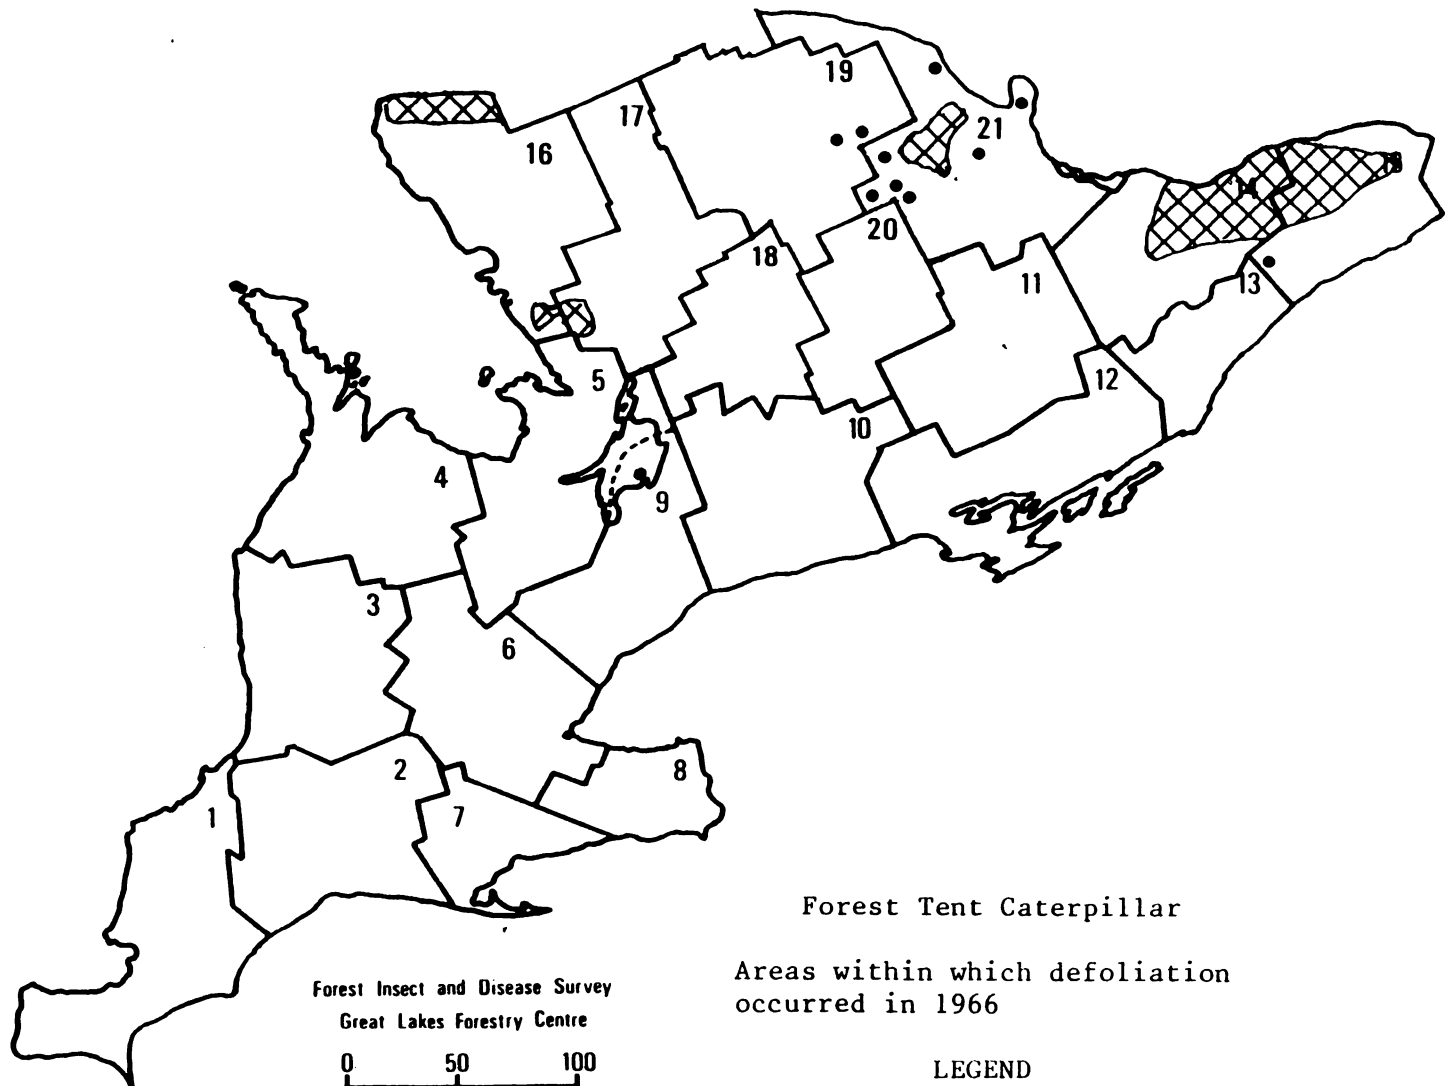 19
17
21
16
20
18
11
13
5
12
10
4
9
3
6
2
8
1
7
Forest Tent Caterpillar
Areas within which defoliation
occurred in 1966
Forest Insect and Disease Survey
Great Lakes Forestry Centre
0 50 100
LEGEND